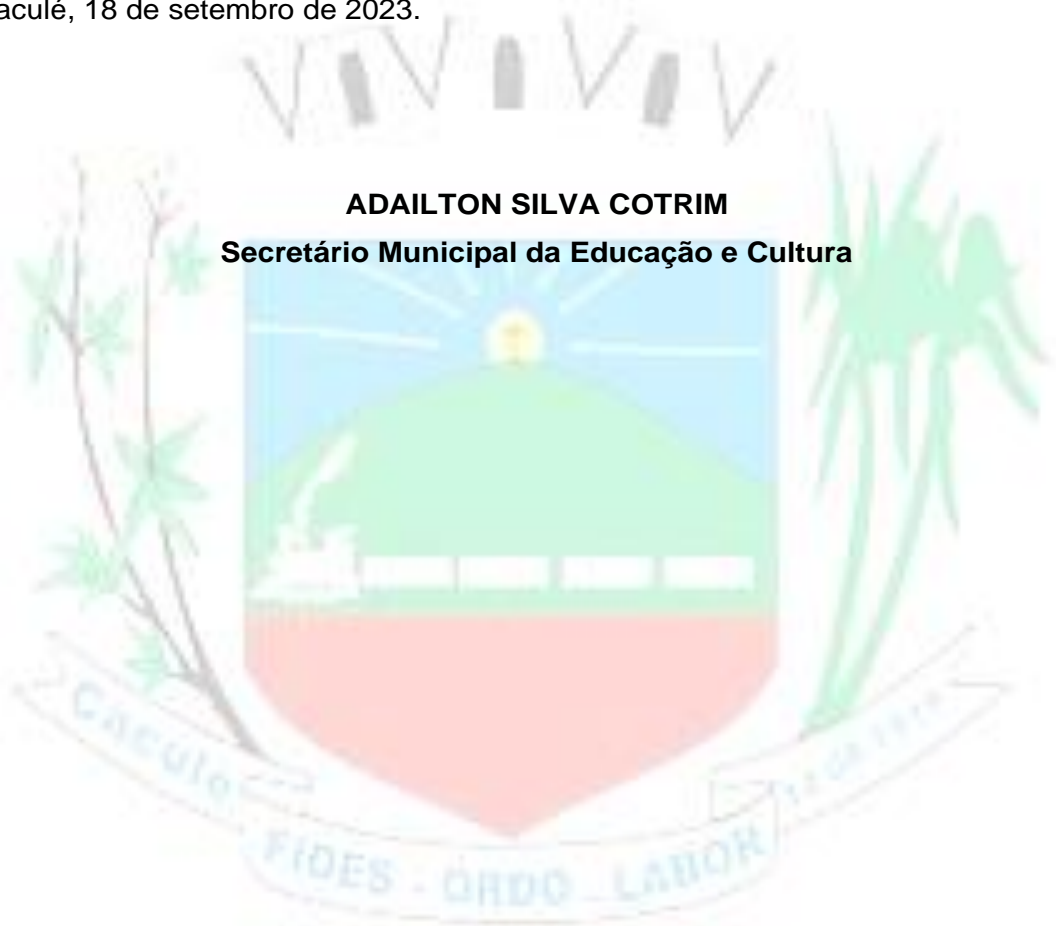 aculé, 18 de setembro de 2023.
ADAILTON SILVA COTRIM
Secretário Municipal da Educação e Cultura
FIDES - ORDO - LABOR